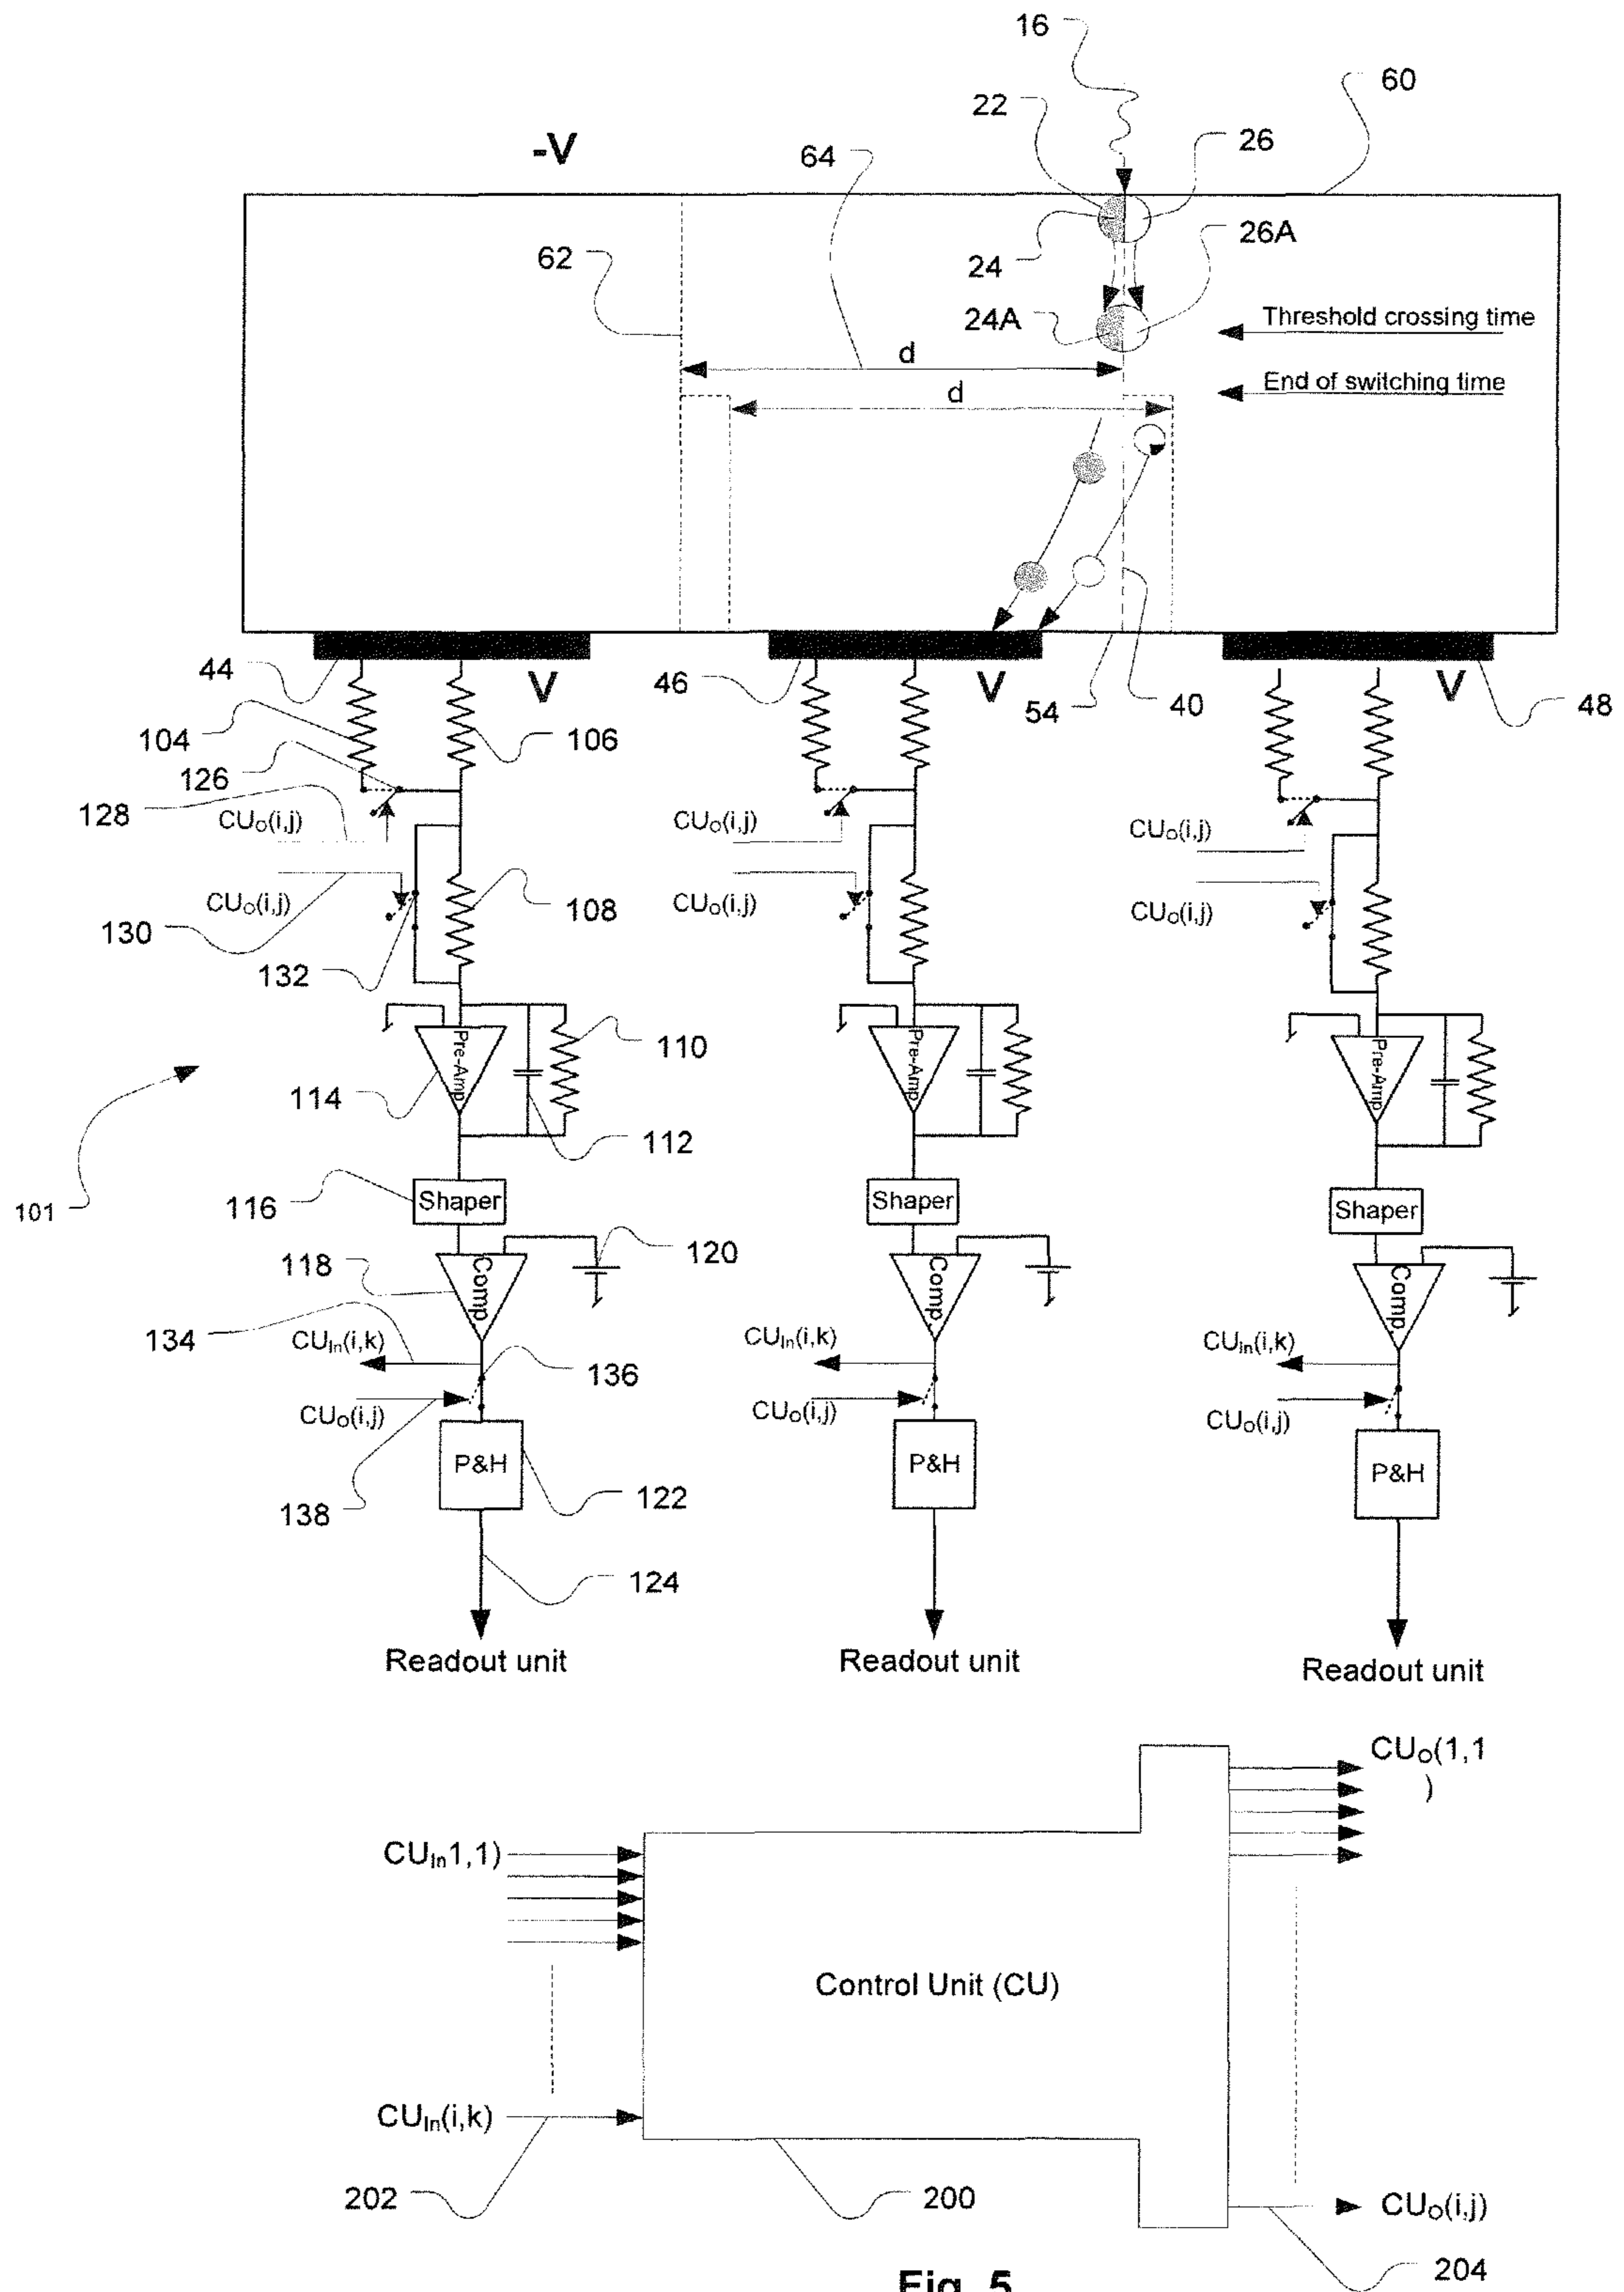 16
60
22
-V
64
26
62
24
26A
24A
Threshold crossing time
d
End of switching time
d
44
V
46
V
V
54
40
48
104
106
126
128
CUO(i,j)
CUO(i,j)
CUO(i,j)
CUO(i,j)
CUO(i,j)
CUO(i,j)
108
130
132
Pre-Amp
Pre-Amp
Pre-Amp
110
114
112
101
116
Shaper
Shaper
Shaper
120
118
Comp
Comp
Comp
134
CUIn(i,k)
CUIn(i,k)
CUIn(i,k)
136
CUO(i,j)
CUO(i,j)
CUO(i,j)
P&H
P&H
P&H
122
138
124
Readout unit
Readout unit
Readout unit
CUO(1,1
)
CUIn1,1)
Control Unit (CU)
CUIn(i,k)
202
200
CUO(i,j)
204
Fig. 5